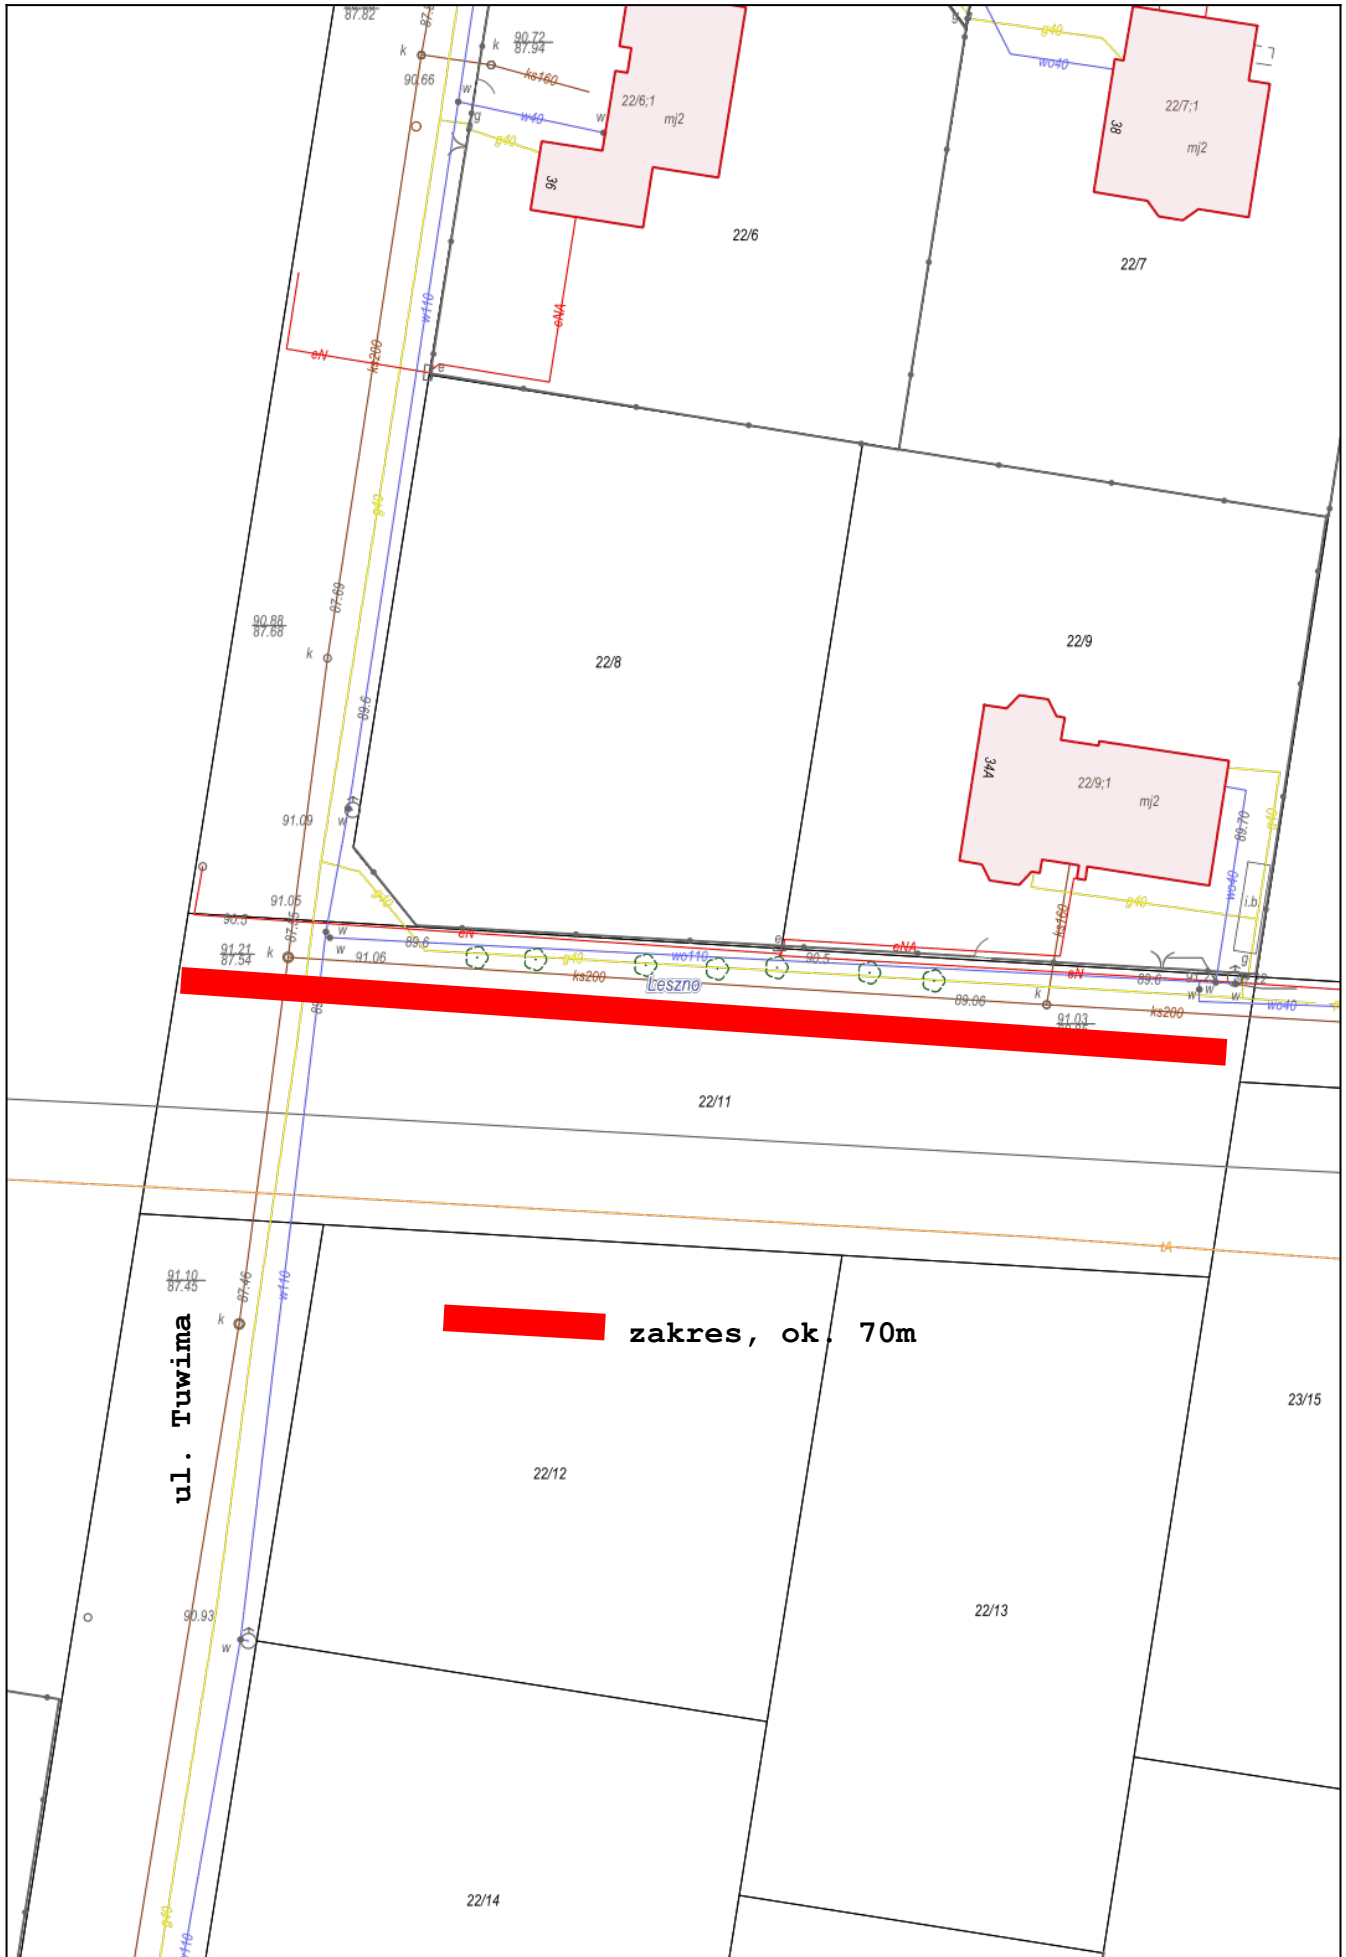 87.82
k
90.72
87.94
k
ks160
90.66
w
w40
w
g
g40
22/6;1
mj2
36
g40
wo40
22/7;1
38
mj2
22/6
22/7
w110
eNA
eN
ks200
e
g40
87.69
90.88
87.68
k
22/8
22/9
89.6
91.09
w
34A
22/9;1
mj2
89.70
g40
wo40
i.b
g40
ks160
g40
91.05
90.5
91.21
87.54
k
w
w
91.06
89.6
eN
g40
ks200
wo110
Leszno
e
90.5
eNA
eN
89.06
k
91.03
89.6
ks200
w
w
w
g
wo40
22/11
tA
91.10
87.45
k
87.46
w110
ul. Tuwima
zakres, ok. 70m
23/15
22/12
22/13
90.93
w
22/14
g40
w110